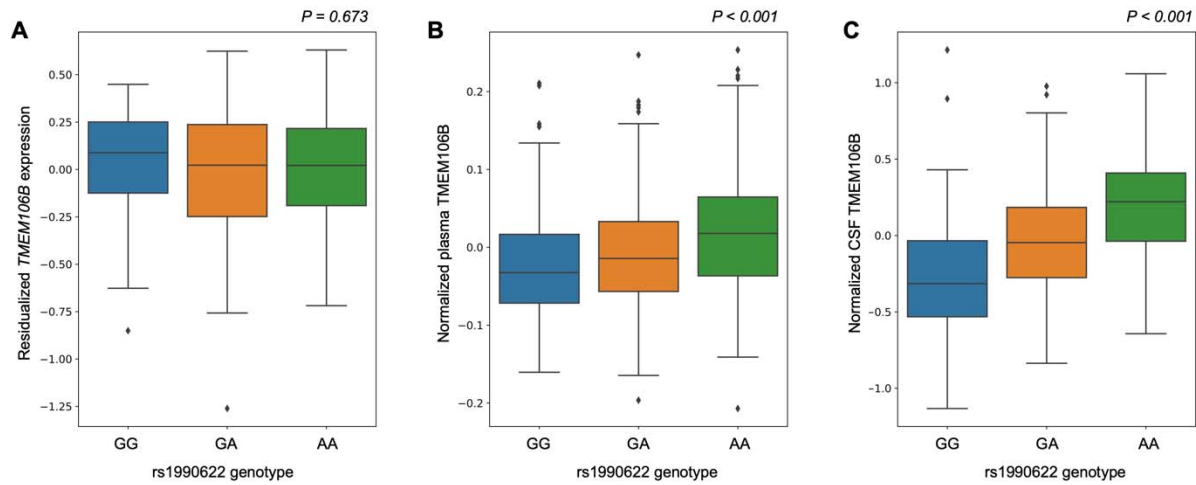 A
P = 0.673
Residualized TMEM106B expression
0.50
0.25
0.00
−0.25
−0.50
−0.75
−1.00
−1.25
GG GA AA
rs1990622 genotype
B
P < 0.001
Normalized plasma TMEM106B
0.2
0.1
0.0
−0.1
−0.2
GG GA AA
rs1990622 genotype
C
P < 0.001
Normalized CSF TMEM106B
1.0
0.5
0.0
−0.5
−1.0
GG GA AA
rs1990622 genotype